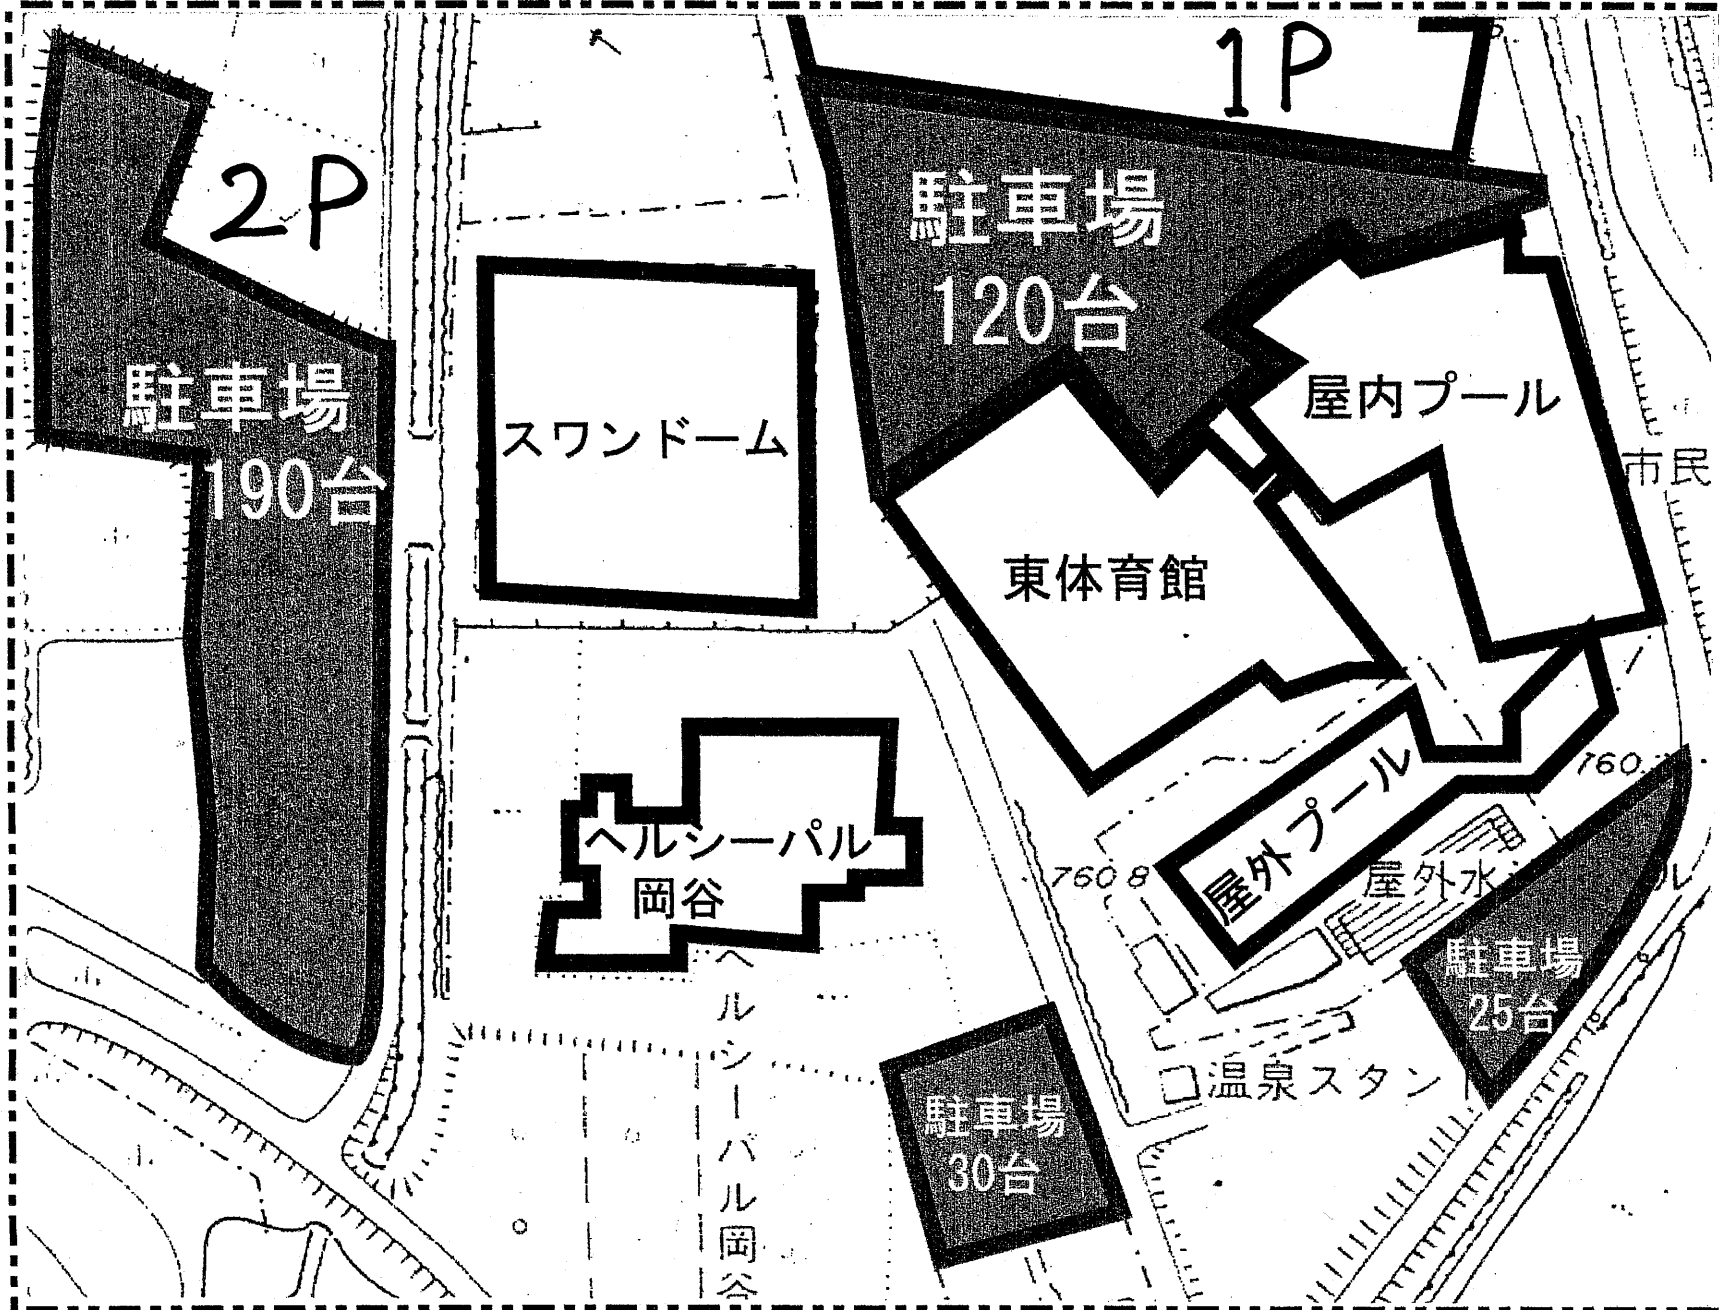 1P
2P
駐車場
120台
駐車場
190台
スワンドーム
屋内プール
市民
東体育館
760.
ヘルシーパル
岡谷
屋外プール
760 8
屋外水
ル
駐車場
25台
温泉スタン
駐車場
30台
ヘルシーパル岡谷